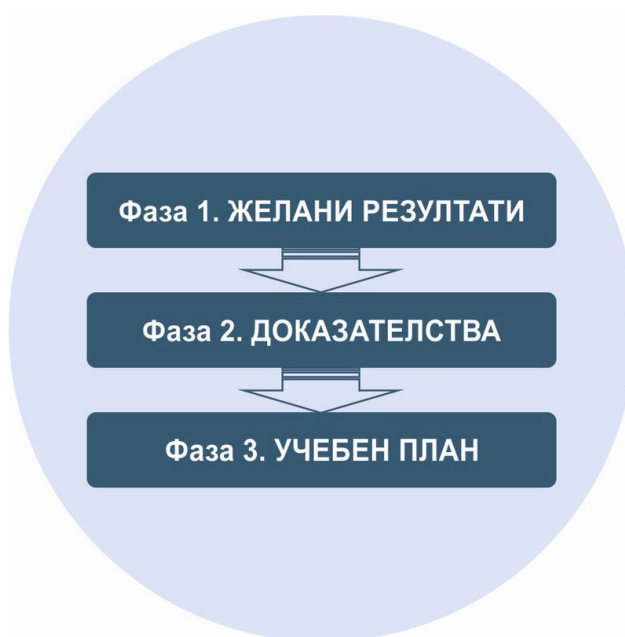 Фаза 1. ЖЕЛАНИ РЕЗУЛТАТИ
Фаза 2. ДОКАЗАТЕЛСТВА
Фаза 3. УЧЕБЕН ПЛАН